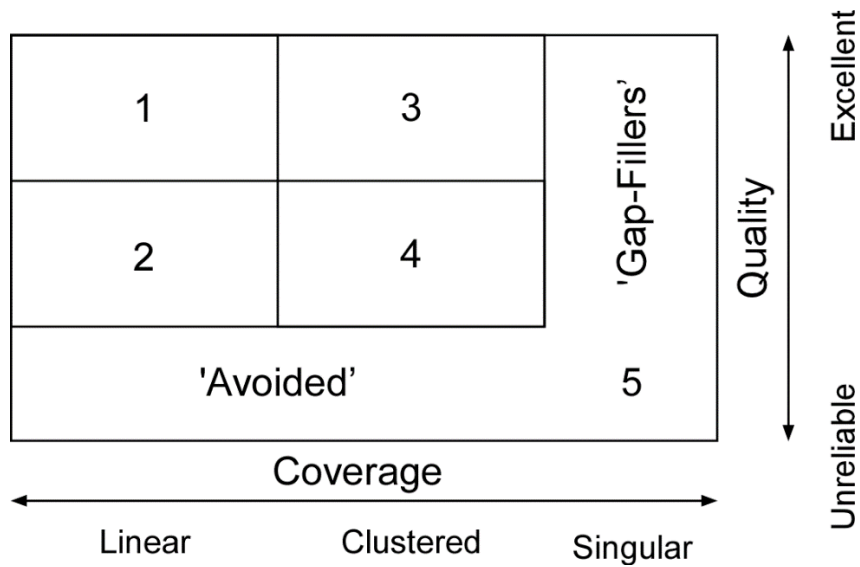 1
3
'Gap-Fillers’
Excellent
2
4
Quality
'Avoided’
5
Unreliable
Coverage
Linear
Clustered
Singular